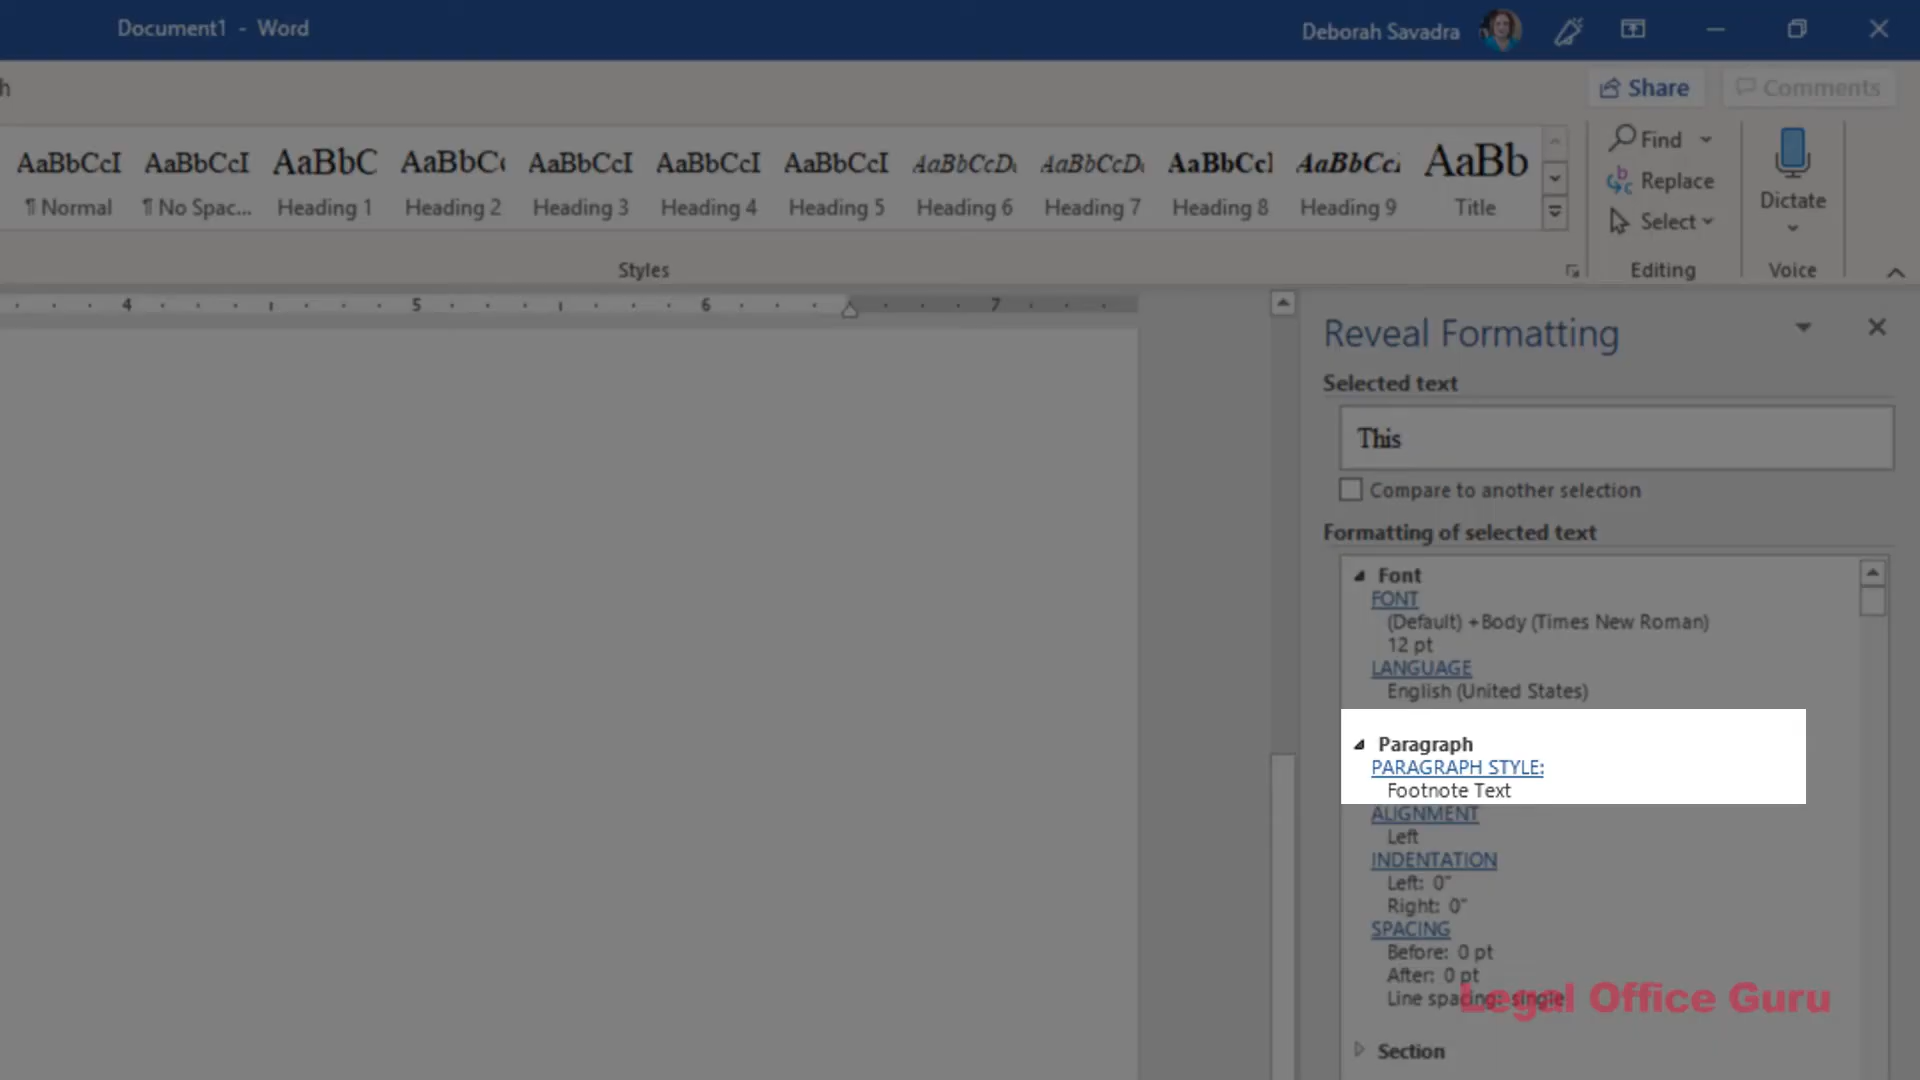 Document1 - Word
Deborah Savadra
h
Share
Comments
AaBbCcI AaBbCcI AaBbC AaBbC AaBbCcI AaBbCcI AaBbCcI AaBbCcD AaBbCcD AaBbCcI AaBbCc AaBb
¶ Normal ¶ No Spac... Heading 1 Heading 2 Heading 3 Heading 4 Heading 5 Heading 6 Heading 7 Heading 8 Heading 9 Title
Find
Replace
Select
Dictate
Styles
Editing
Voice
4 5 6 7
Reveal Formatting
Selected text
This
Compare to another selection
Formatting of selected text
Font
FONT
(Default) +Body (Times New Roman)
12 pt
LANGUAGE
English (United States)
Paragraph
PARAGRAPH STYLE:
Footnote Text
ALIGNMENT
Left
INDENTATION
Left: 0"
Right: 0"
SPACING
Before: 0 pt
After: 0 pt
Line spacing: single
Legal Office Guru
Section